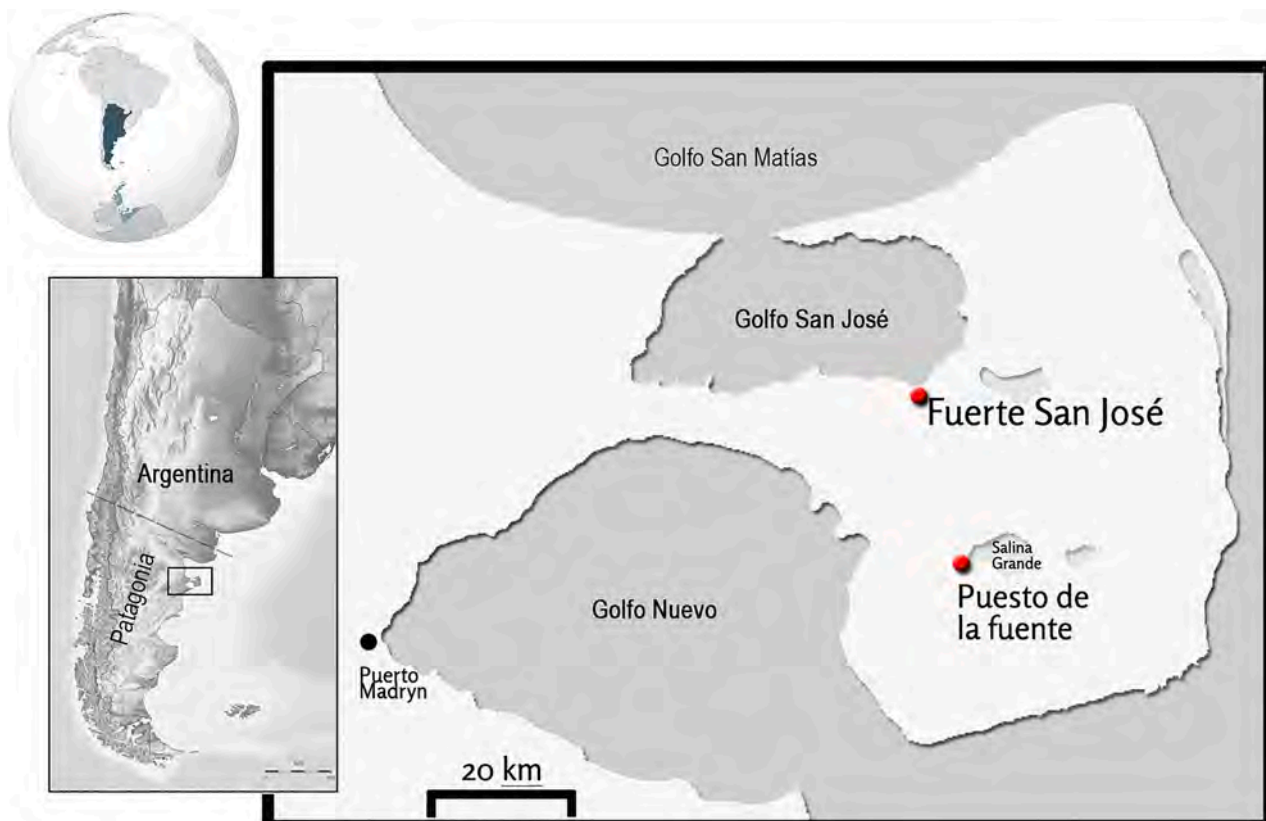 Golfo San Matías
Golfo San José
Fuerte San José
Argentina
Patagonia
Salina
Grande
Puesto de
la fuente
Golfo Nuevo
Puerto
Madryn
20 km